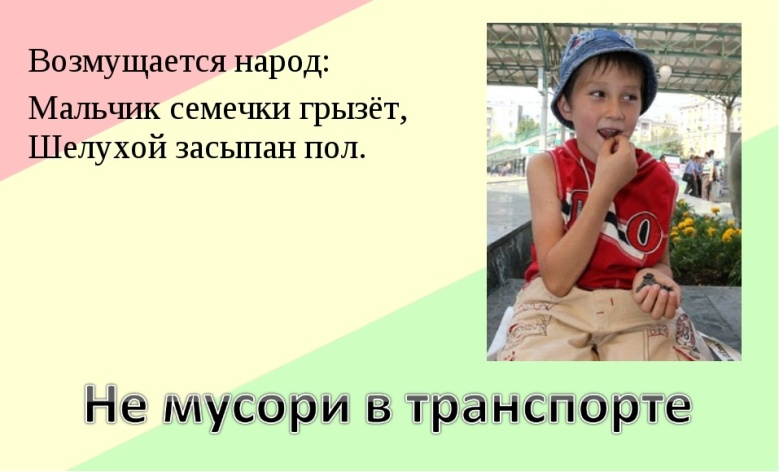 Возмущается народ:
Мальчик семечки грызёт,
Шелухой засыпан пол.
Не мусори в транспорте